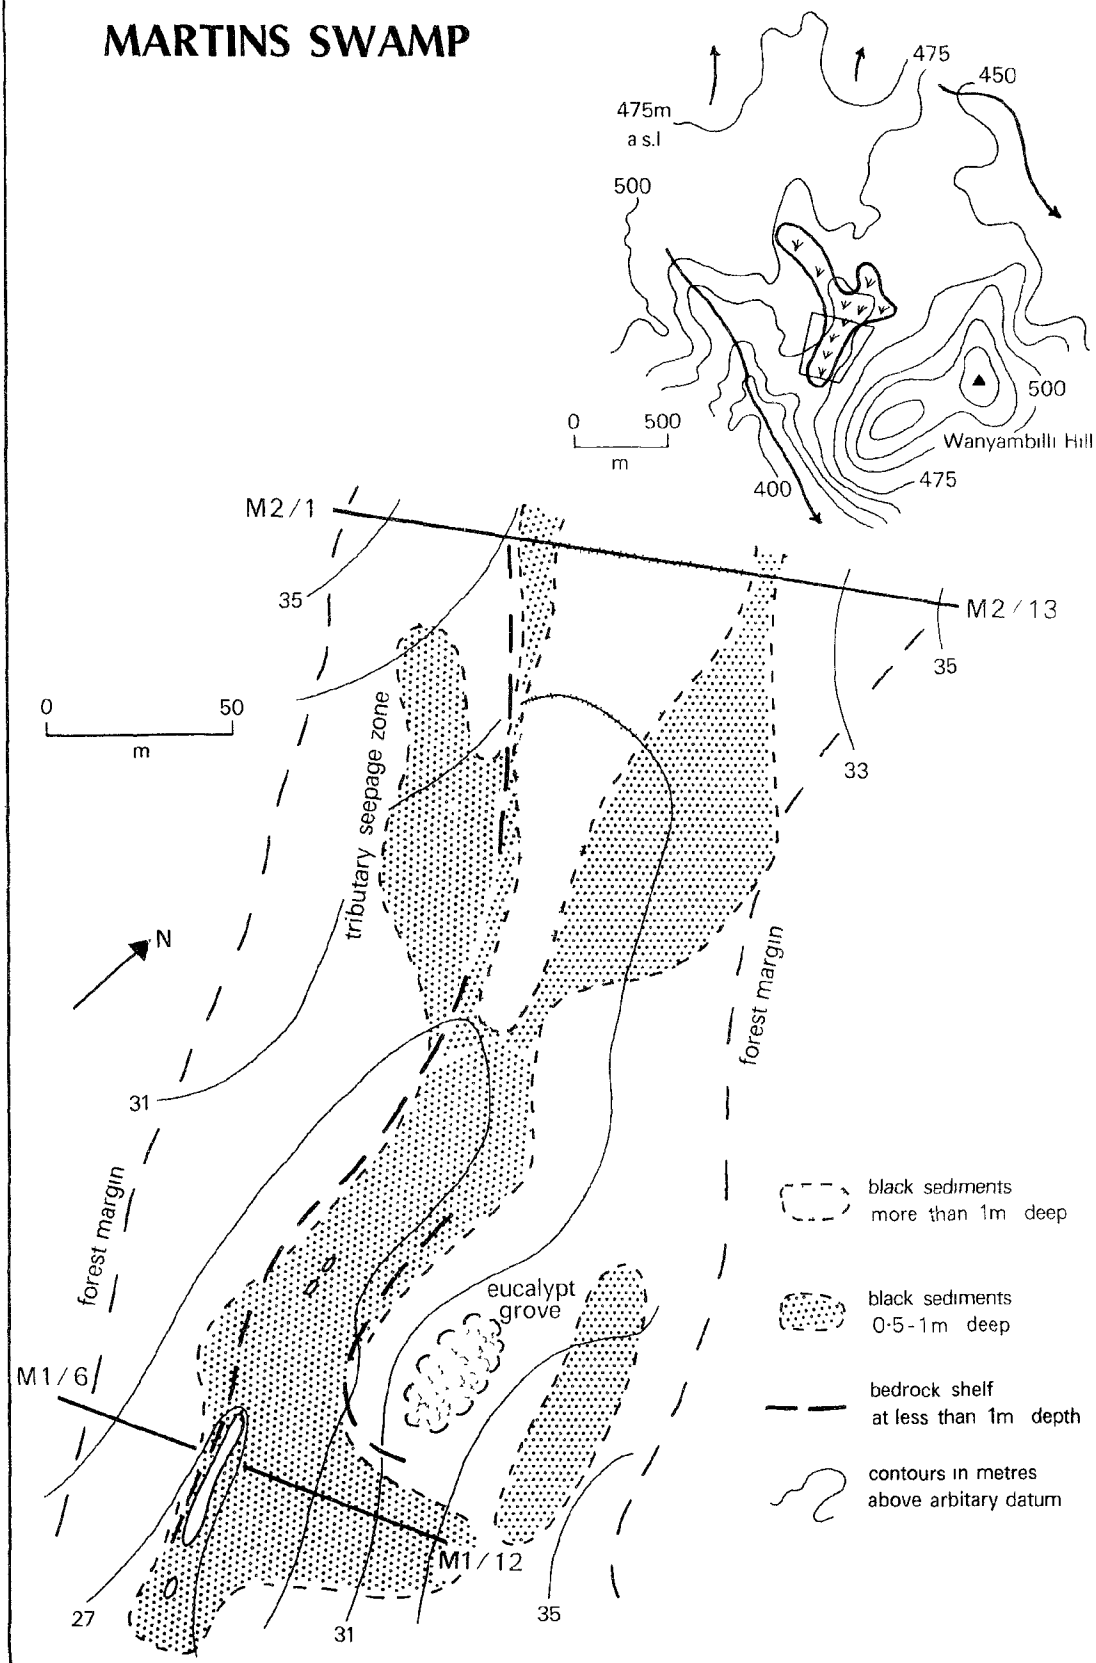 MARTINS SWAMP
475
450
475m
a s.l
500
0 500
m
500
Wanyambilli Hill
475
400
M2/1
35
M2/13
35
0 50
m
tributary seepage zone
33
N
forest margin
31
forest margin
black sediments
more than 1m deep
eucalypt
grove
black sediments
0·5-1m deep
M1/6
bedrock shelf
at less than 1m depth
contours in metres
above arbitary datum
M1/12
27
31
35